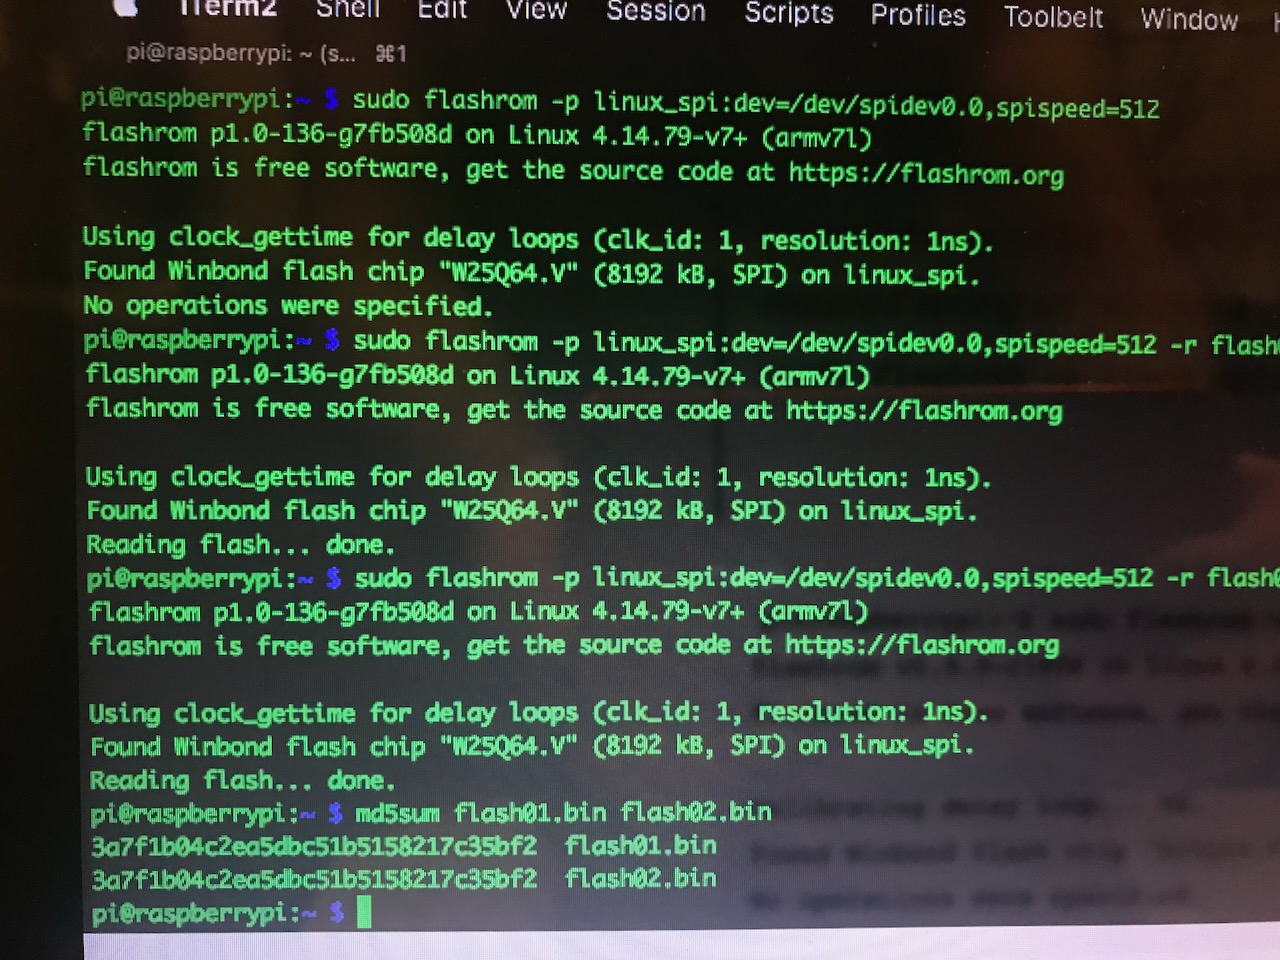 iTerm2 Shell Edit View Session Scripts Profiles Toolbelt Window
pi@raspberrypi: ~ (s... ⌘1
pi@raspberrypi:~ $ sudo flashrom -p linux_spi:dev=/dev/spidev0.0,spispeed=512
flashrom p1.0-136-g7fb508d on Linux 4.14.79-v7+ (armv7l)
flashrom is free software, get the source code at https://flashrom.org
Using clock_gettime for delay loops (clk_id: 1, resolution: 1ns).
Found Winbond flash chip "W25Q64.V" (8192 kB, SPI) on linux_spi.
No operations were specified.
pi@raspberrypi:~ $ sudo flashrom -p linux_spi:dev=/dev/spidev0.0,spispeed=512 -r flash
flashrom p1.0-136-g7fb508d on Linux 4.14.79-v7+ (armv7l)
flashrom is free software, get the source code at https://flashrom.org
Using clock_gettime for delay loops (clk_id: 1, resolution: 1ns).
Found Winbond flash chip "W25Q64.V" (8192 kB, SPI) on linux_spi.
Reading flash... done.
pi@raspberrypi:~ $ sudo flashrom -p linux_spi:dev=/dev/spidev0.0,spispeed=512 -r flash0
flashrom p1.0-136-g7fb508d on Linux 4.14.79-v7+ (armv7l)
flashrom is free software, get the source code at https://flashrom.org
Using clock_gettime for delay loops (clk_id: 1, resolution: 1ns).
Found Winbond flash chip "W25Q64.V" (8192 kB, SPI) on linux_spi.
Reading flash... done.
pi@raspberrypi:~ $ md5sum flash01.bin flash02.bin
3a7f1b04c2ea5dbc51b5158217c35bf2 flash01.bin
3a7f1b04c2ea5dbc51b5158217c35bf2 flash02.bin
pi@raspberrypi:~ $